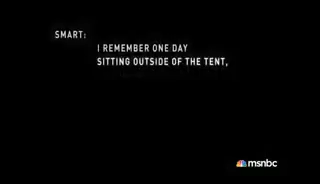 SMART:
I REMEMBER ONE DAY
SITTING OUTSIDE OF THE TENT,
msnbc